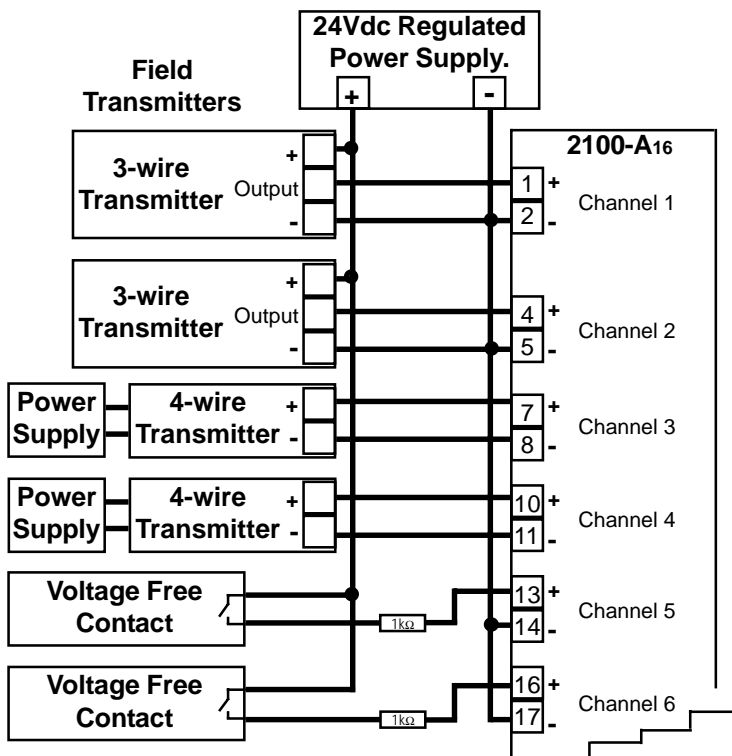 24Vdc Regulated
Power Supply.
+ -
Field
Transmitters
2100-A16
3-wire
Transmitter
+
Output
-
1 +
2 -
Channel 1
3-wire
Transmitter
+
Output
-
4 +
5 -
Channel 2
Power
Supply
4-wire
Transmitter
+
-
7 +
8 -
Channel 3
Power
Supply
4-wire
Transmitter
+
-
10 +
11 -
Channel 4
Voltage Free
Contact
1kΩ
13 +
14 -
Channel 5
Voltage Free
Contact
1kΩ
16 +
17 -
Channel 6